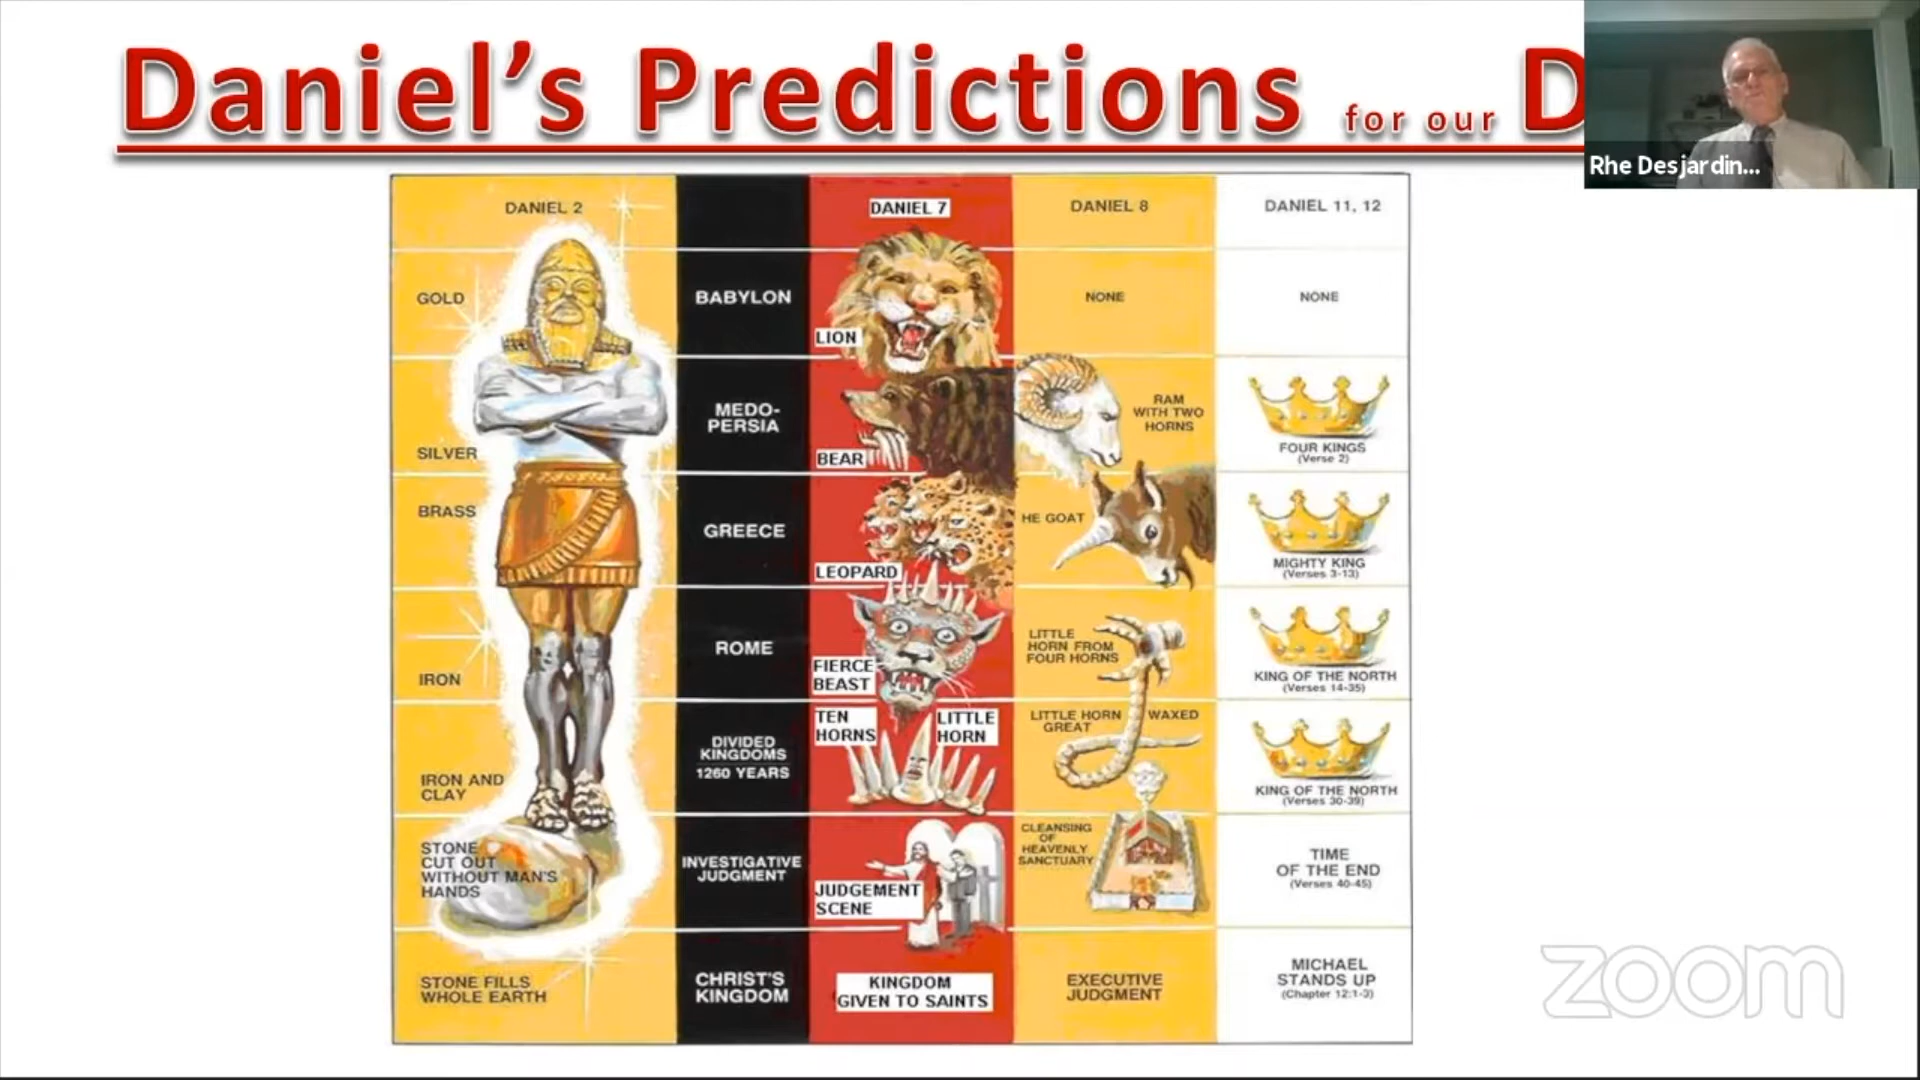 Daniel's Predictions for our D
Rhe Desjardin...
DANIEL 2
DANIEL 7
DANIEL 8
DANIEL 11, 12
GOLD
BABYLON
LION
NONE
NONE
SILVER
MEDO-
PERSIA
BEAR
RAM
WITH TWO
HORNS
FOUR KINGS
(Verse 2)
BRASS
GREECE
LEOPARD
HE GOAT
MIGHTY KING
(Verses 3-13)
IRON
ROME
FIERCE
BEAST
LITTLE
HORN FROM
FOUR HORNS
KING OF THE NORTH
(Verses 14-35)
IRON AND
CLAY
DIVIDED
KINGDOMS
1260 YEARS
TEN
HORNS
LITTLE
HORN
LITTLE HORN WAXED
GREAT
KING OF THE NORTH
(Verses 30-39)
STONE
CUT OUT
WITHOUT MAN'S
HANDS
INVESTIGATIVE
JUDGMENT
JUDGEMENT
SCENE
CLEANSING
OF
HEAVENLY
SANCTUARY
TIME
OF THE END
(Verses 40-45)
STONE FILLS
WHOLE EARTH
CHRIST'S
KINGDOM
KINGDOM
GIVEN TO SAINTS
EXECUTIVE
JUDGMENT
MICHAEL
STANDS UP
(Chapter 12:1-3)
zoom